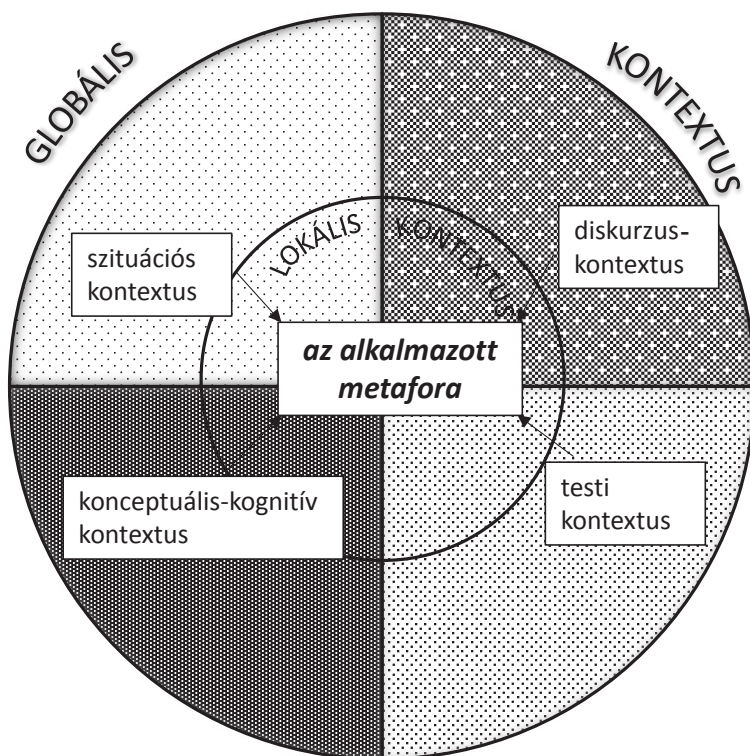 GLOBÁLIS
KONTEXTUS
LOKÁLIS
KONTEXTUS
szituációs
kontextus
diskurzus-
kontextus
az alkalmazott
metafora
konceptuális-kognitív
kontextus
testi
kontextus